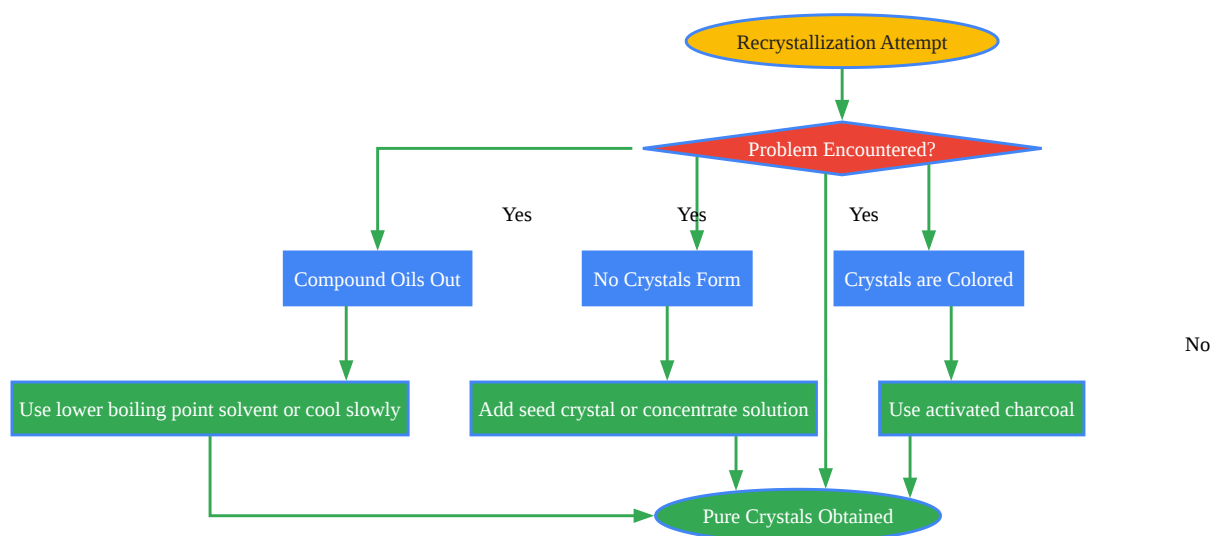 Recrystallization Attempt
Problem Encountered?
Yes
Yes
Yes
Compound Oils Out
No Crystals Form
Crystals are Colored
No
Use lower boiling point solvent or cool slowly
Add seed crystal or concentrate solution
Use activated charcoal
Pure Crystals Obtained